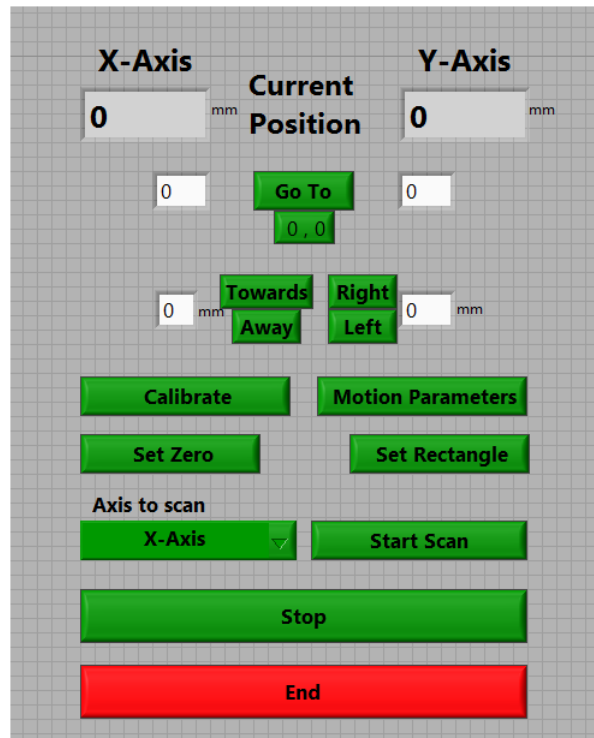 X-Axis
Y-Axis
Current
Position
0 mm
0 mm
0
Go To
0
0 , 0
0 mm
Towards
Right
0 mm
Away
Left
Calibrate
Motion Parameters
Set Zero
Set Rectangle
Axis to scan
X-Axis
Start Scan
Stop
End